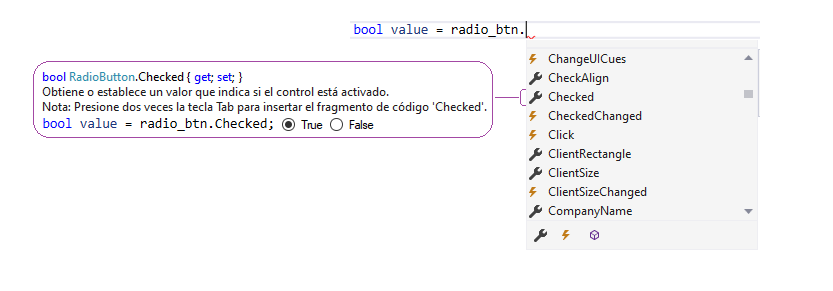 bool value = radio_btn.
bool RadioButton.Checked { get; set; }
Obtiene o establece un valor que indica si el control está activado.
Nota: Presione dos veces la tecla Tab para insertar el fragmento de código 'Checked'.
bool value = radio_btn.Checked; True False
ChangeUICues
CheckAlign
Checked
CheckedChanged
Click
ClientRectangle
ClientSize
ClientSizeChanged
CompanyName